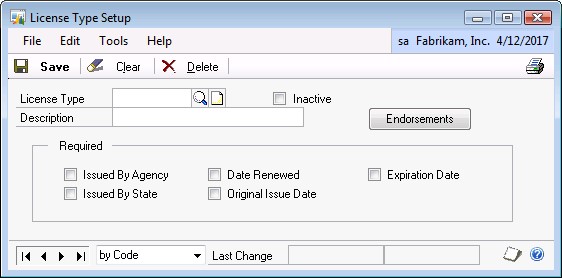 License Type Setup
File Edit Tools Help sa Fabrikam, Inc. 4/12/2017
Save Clear Delete
License Type Inactive
Description Endorsements
Required
Issued By Agency Date Renewed Expiration Date
Issued By State Original Issue Date
by Code Last Change